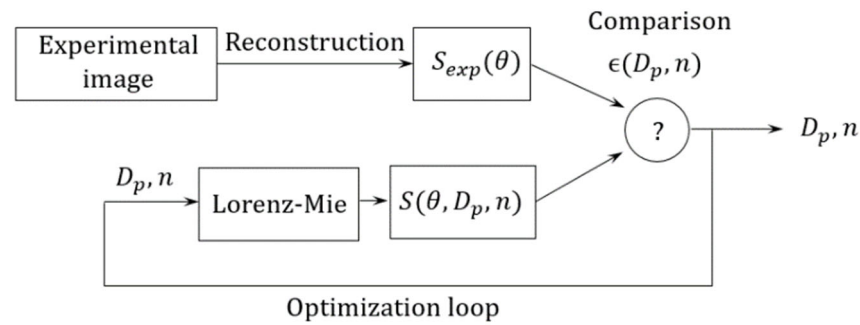 Experimental
image
Reconstruction
S_exp(θ)
Comparison
ϵ(D_p, n)
?
D_p, n
D_p, n
Lorenz-Mie
S(θ, D_p, n)
Optimization loop